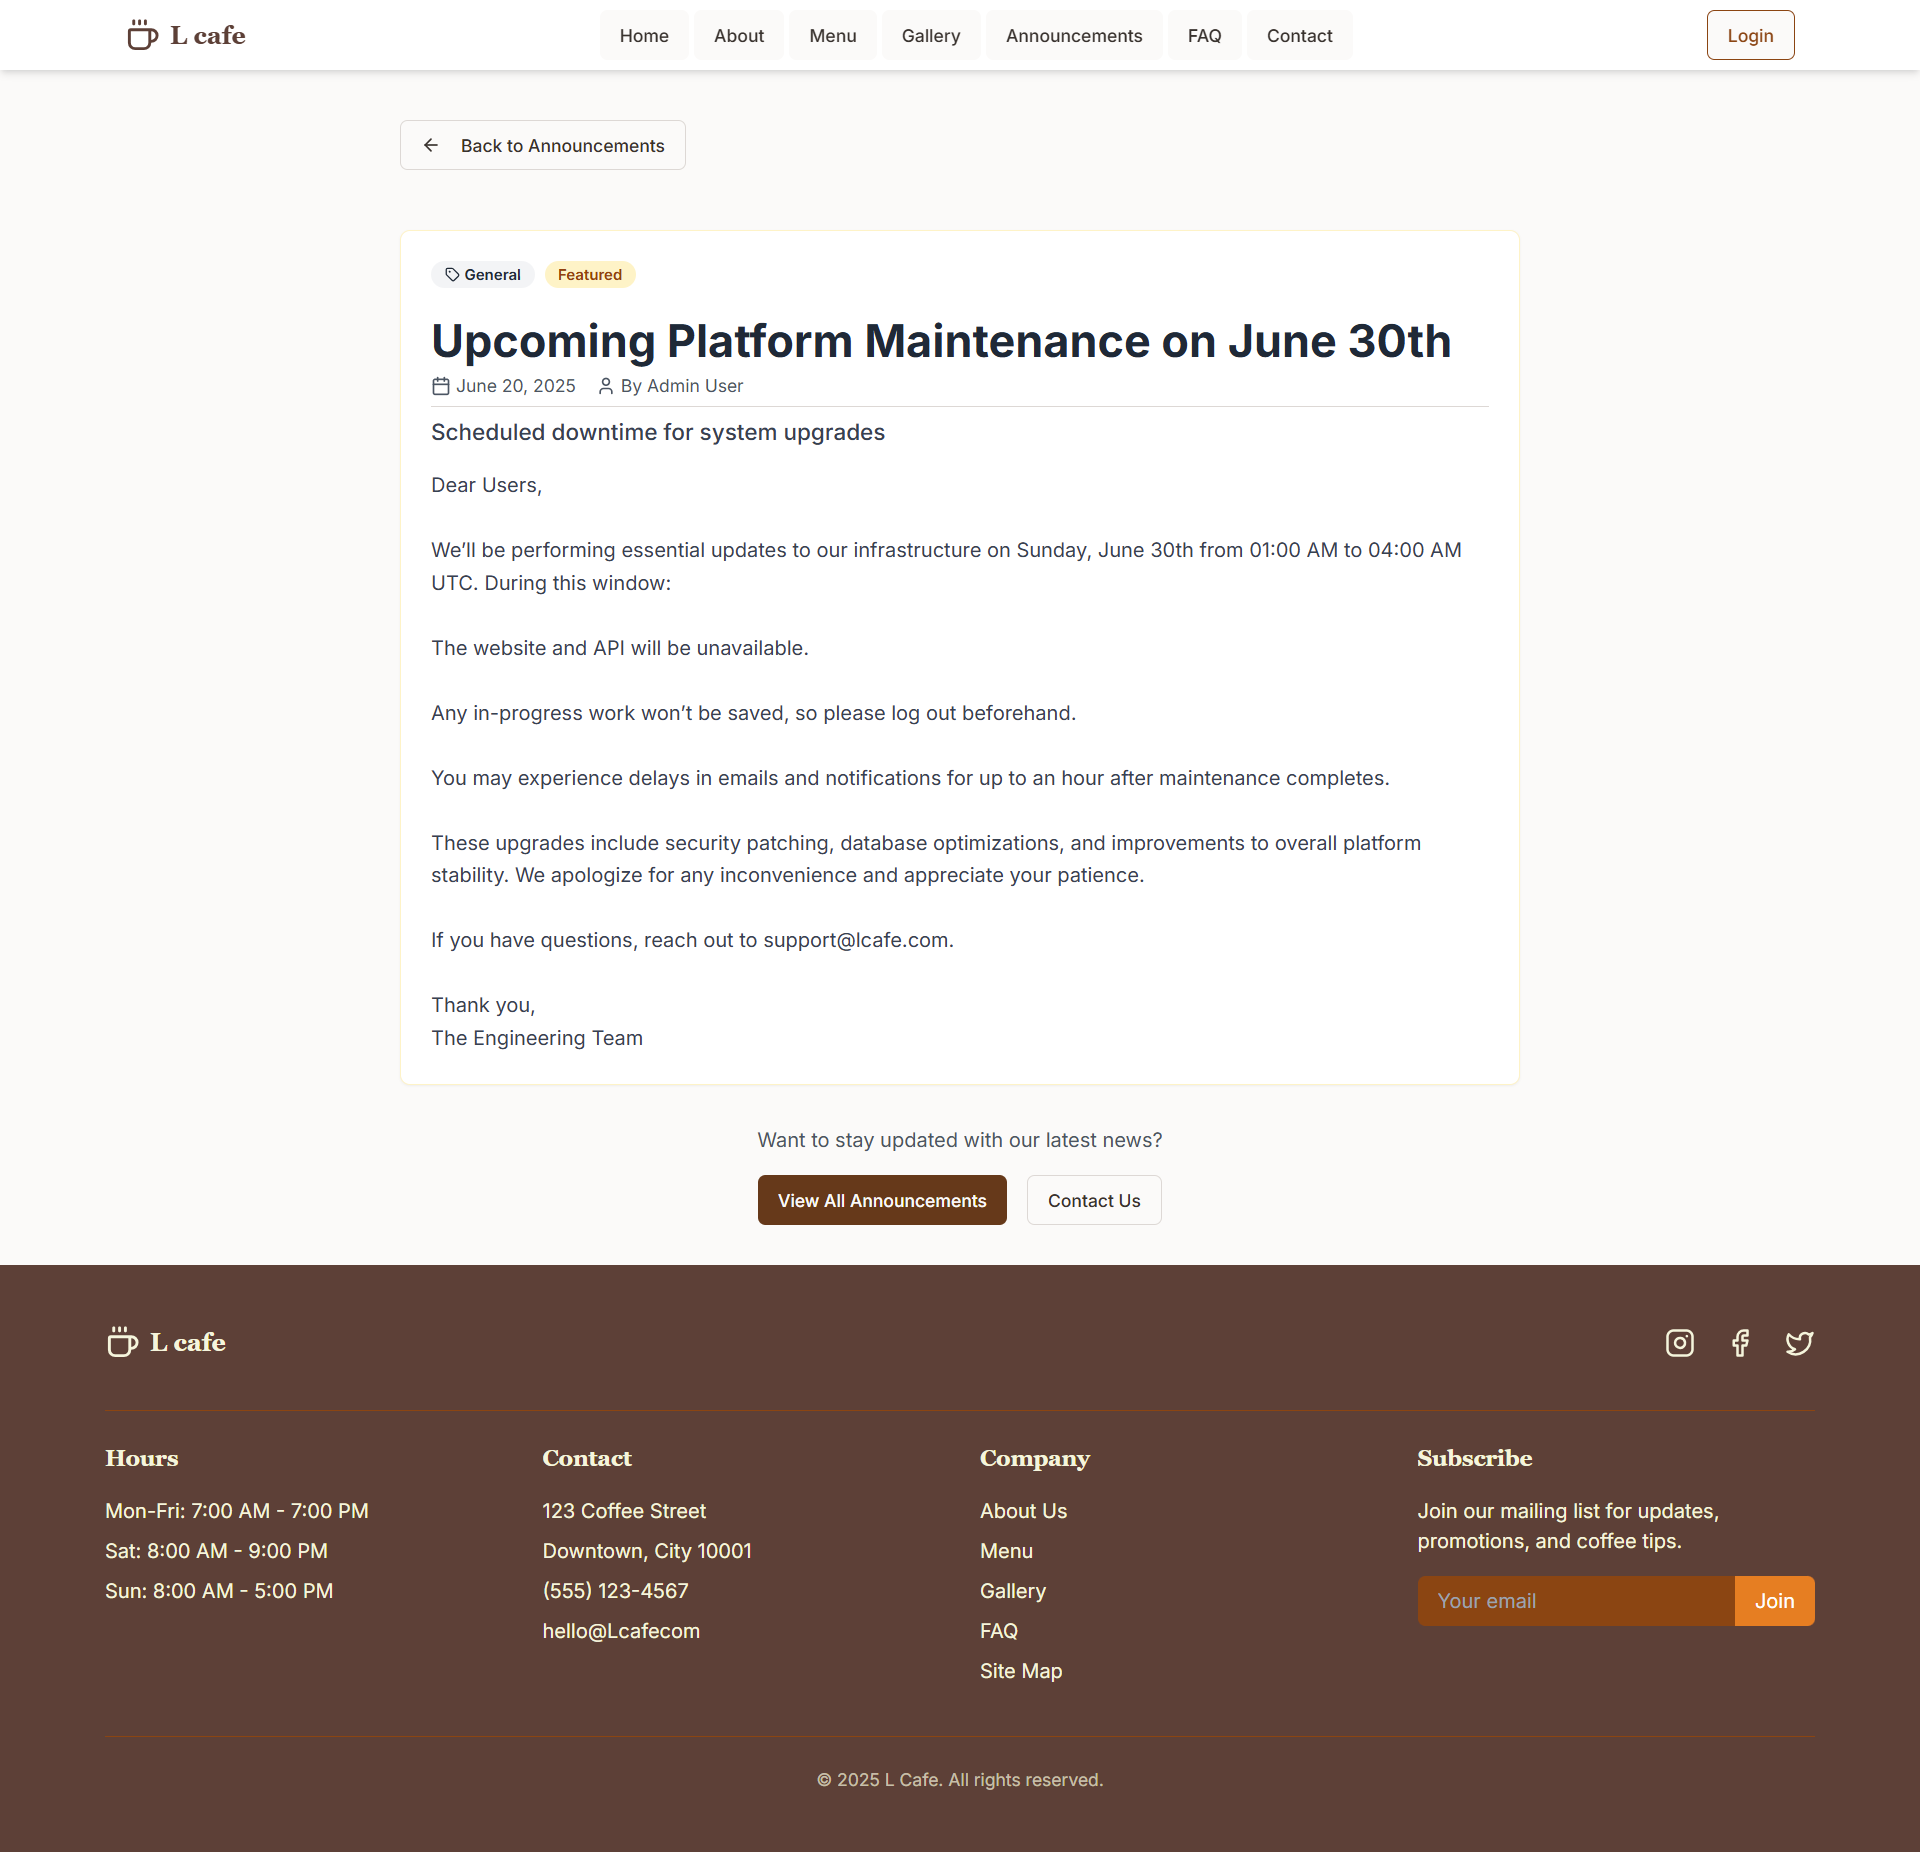 L cafe
Home
About
Menu
Gallery
Announcements
FAQ
Contact
Login
Back to Announcements
General
Featured
Upcoming Platform Maintenance on June 30th
June 20, 2025
By Admin User
Scheduled downtime for system upgrades
Dear Users,
We’ll be performing essential updates to our infrastructure on Sunday, June 30th from 01:00 AM to 04:00 AM
UTC. During this window:
The website and API will be unavailable.
Any in-progress work won’t be saved, so please log out beforehand.
You may experience delays in emails and notifications for up to an hour after maintenance completes.
These upgrades include security patching, database optimizations, and improvements to overall platform
stability. We apologize for any inconvenience and appreciate your patience.
If you have questions, reach out to support@lcafe.com.
Thank you,
The Engineering Team
Want to stay updated with our latest news?
View All Announcements
Contact Us
L cafe
Hours
Mon-Fri: 7:00 AM - 7:00 PM
Sat: 8:00 AM - 9:00 PM
Sun: 8:00 AM - 5:00 PM
Contact
123 Coffee Street
Downtown, City 10001
(555) 123-4567
hello@Lcafecom
Company
About Us
Menu
Gallery
FAQ
Site Map
Subscribe
Join our mailing list for updates,
promotions, and coffee tips.
Your email
Join
© 2025 L Cafe. All rights reserved.